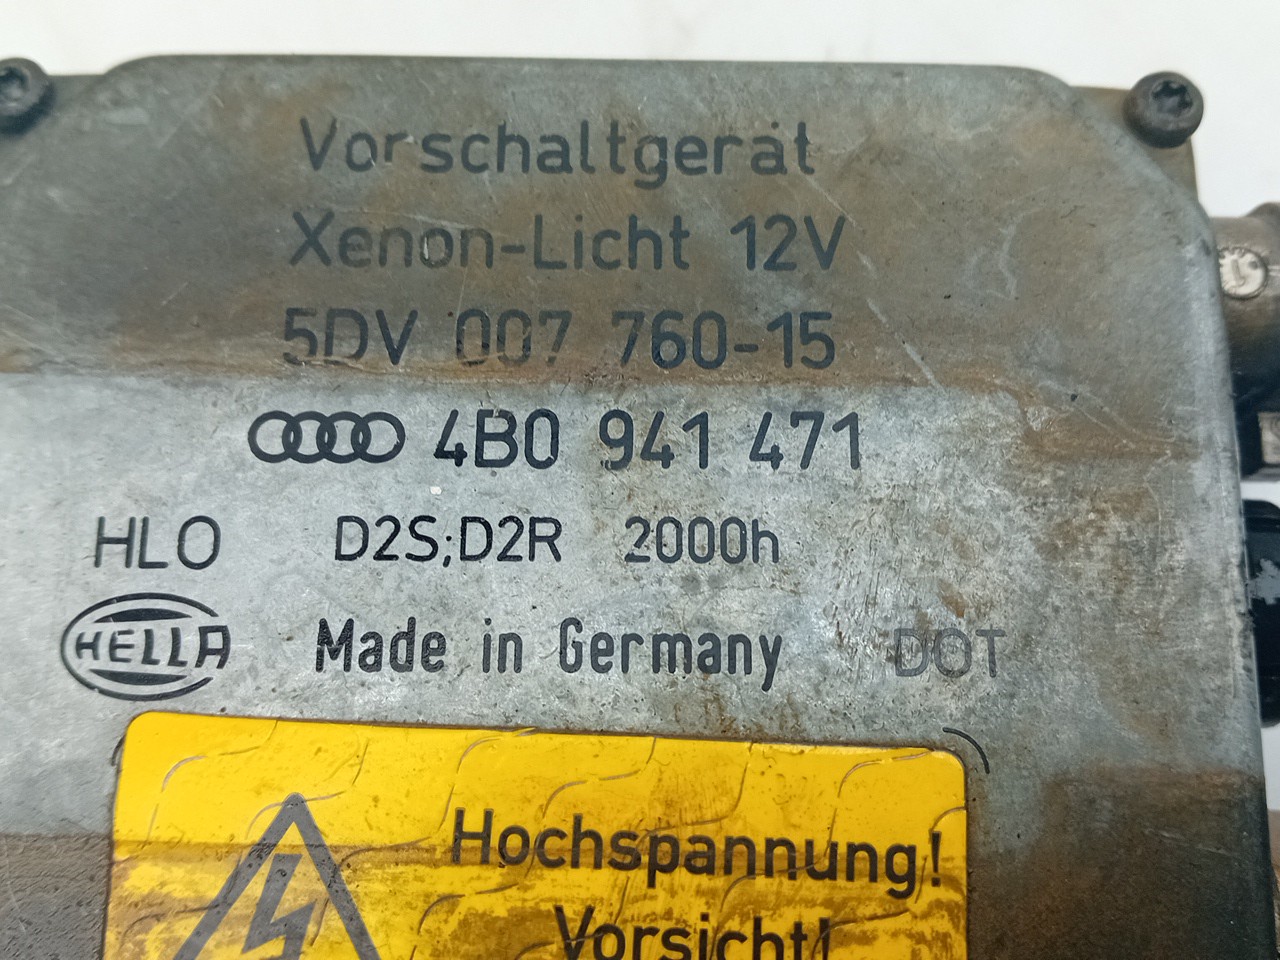 Vorschaltgerät
Xenon-Licht 12V
5DV 007 760-15
4B0 941 471
HLO D2S;D2R 2000h
HELLA Made in Germany DOT
Hochspannung!
Vorsicht!